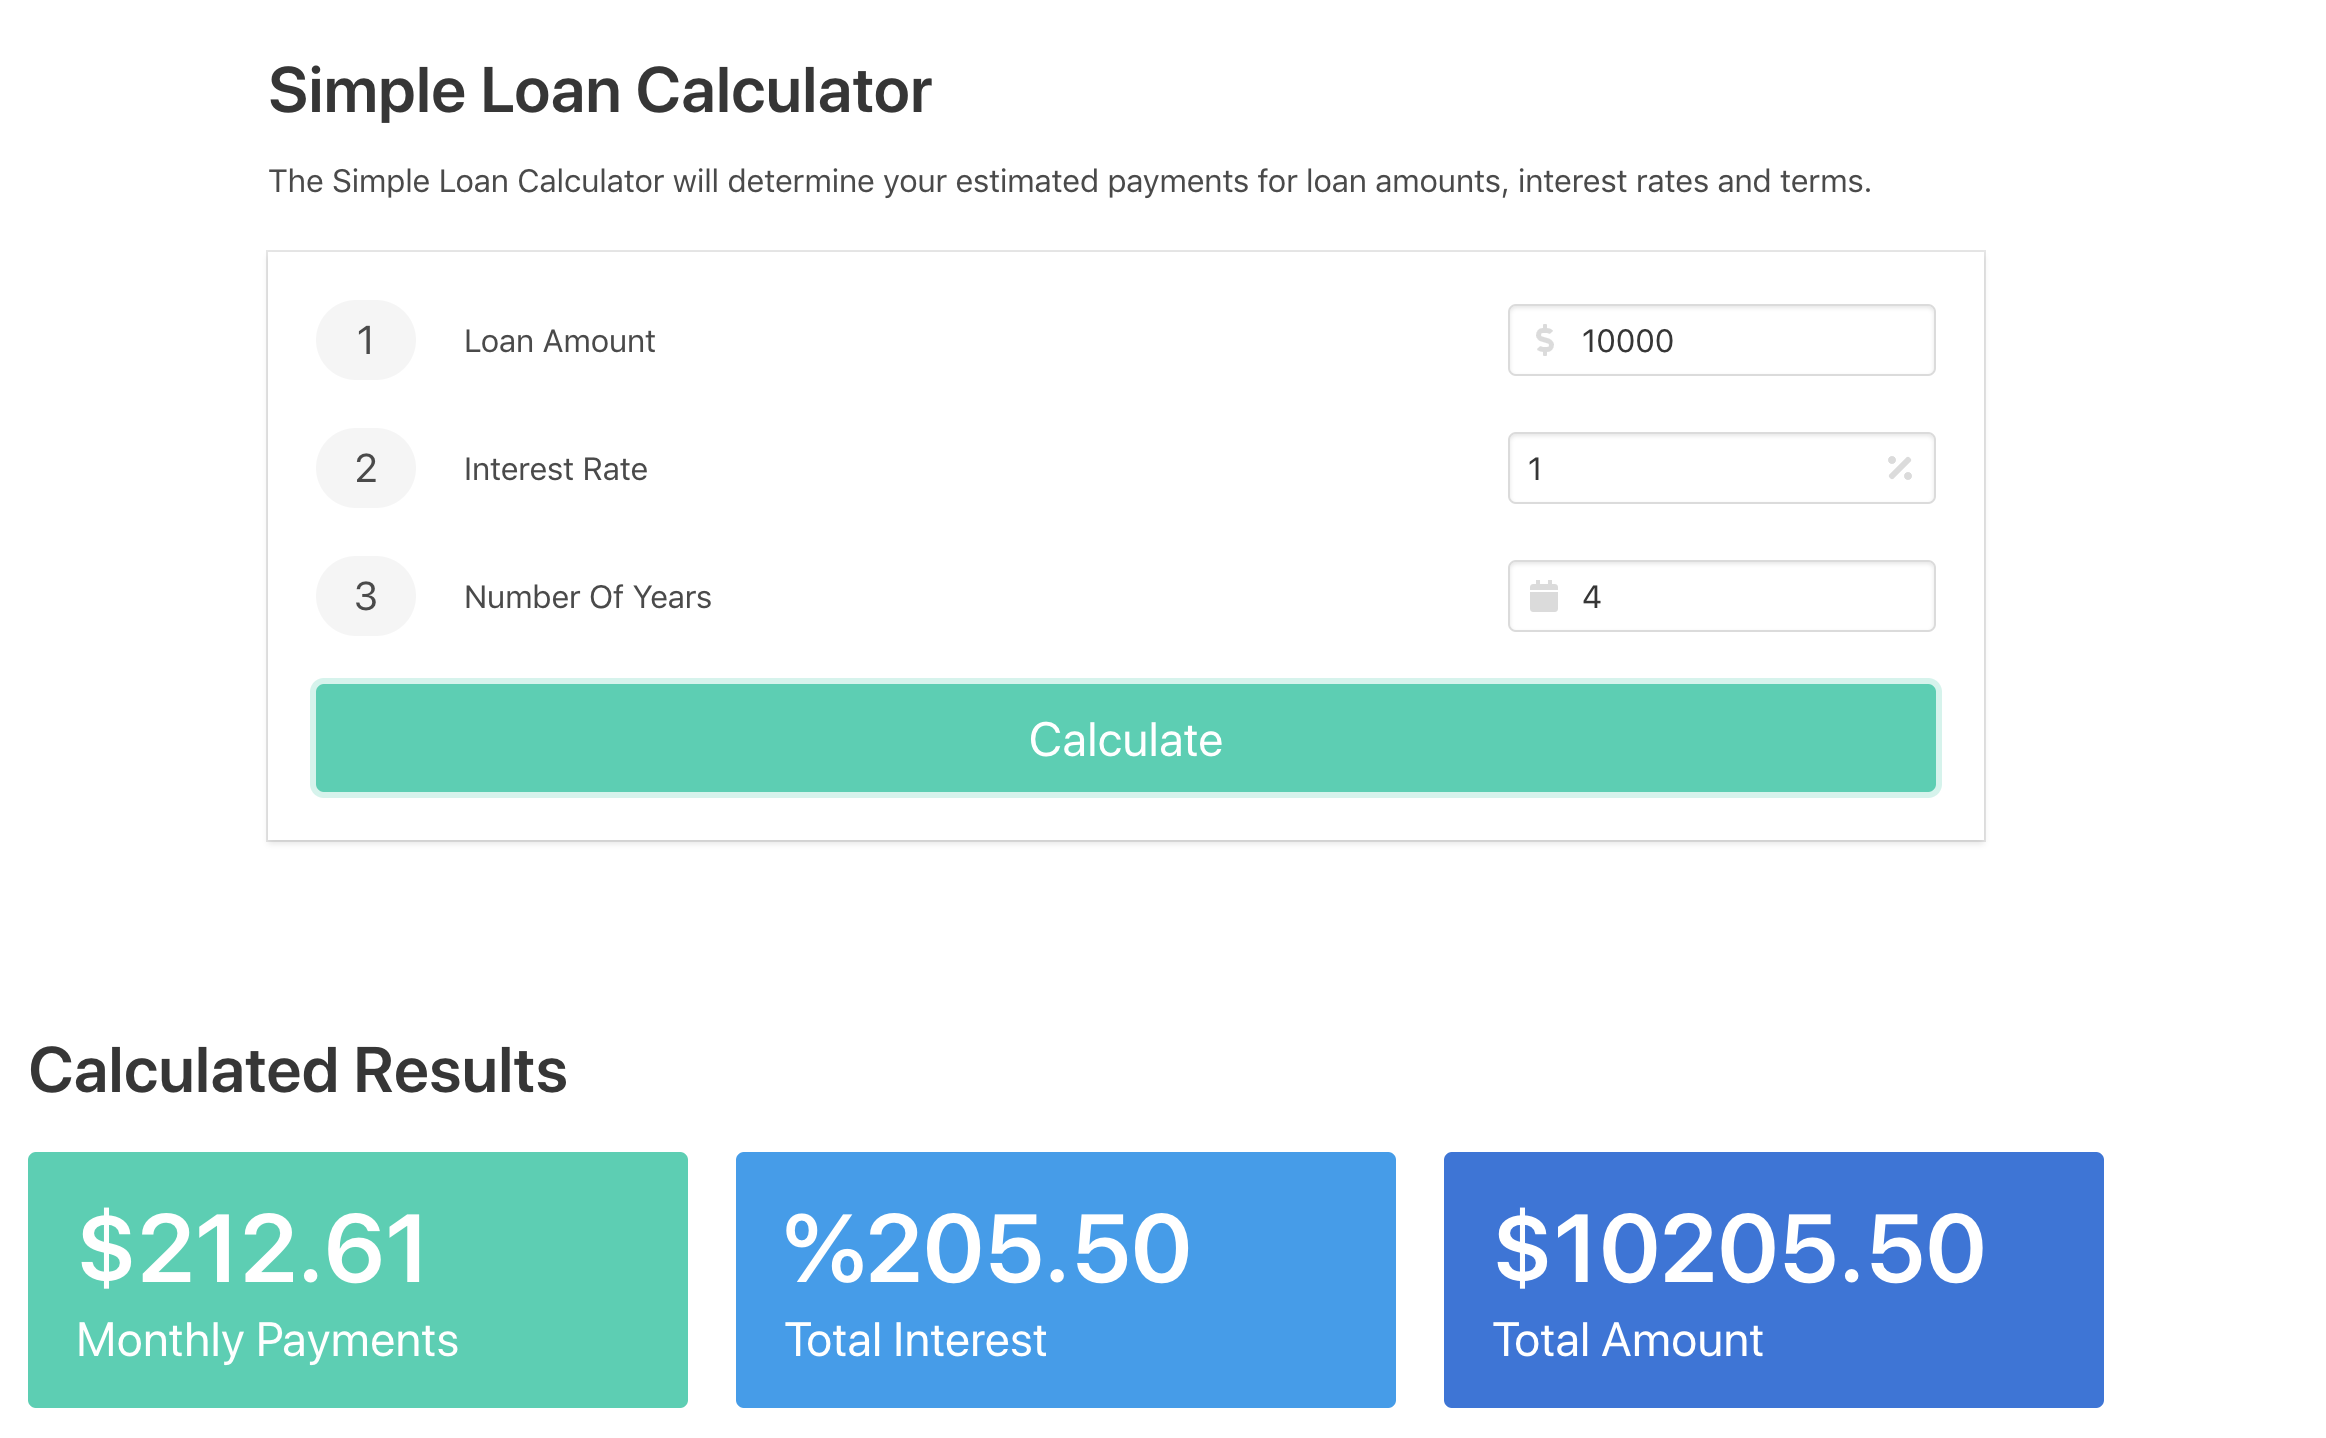 Simple Loan Calculator
The Simple Loan Calculator will determine your estimated payments for loan amounts, interest rates and terms.
1 Loan Amount $ 10000
2 Interest Rate 1 %
3 Number Of Years 4
Calculate
Calculated Results
$212.61 %205.50 $10205.50
Monthly Payments Total Interest Total Amount